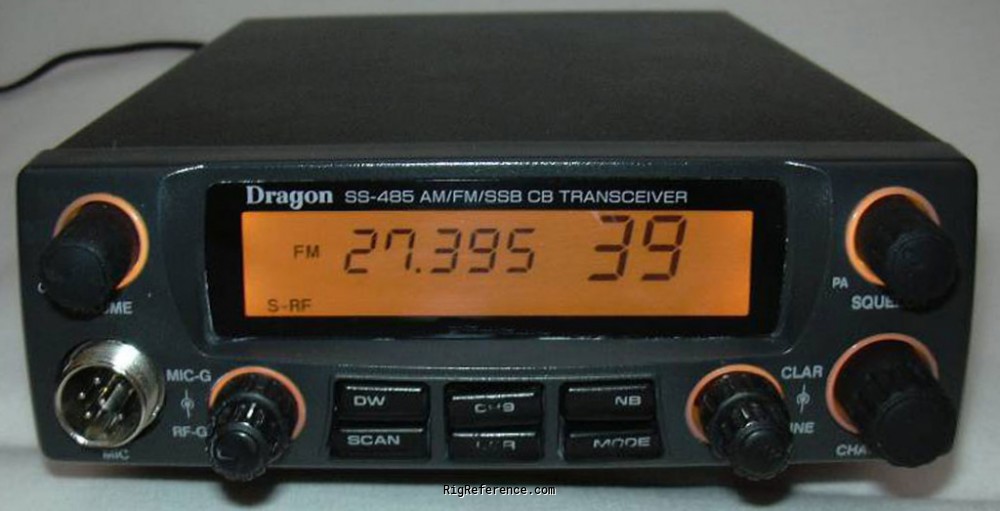 Dragon SS-485 AM/FM/SSB CB TRANSCEIVER
FM 27.395 39
S-RF
PA
MIC-G
RF-G
MIC
DW
NB
SCAN
MODE
CLAR
RigReference.com